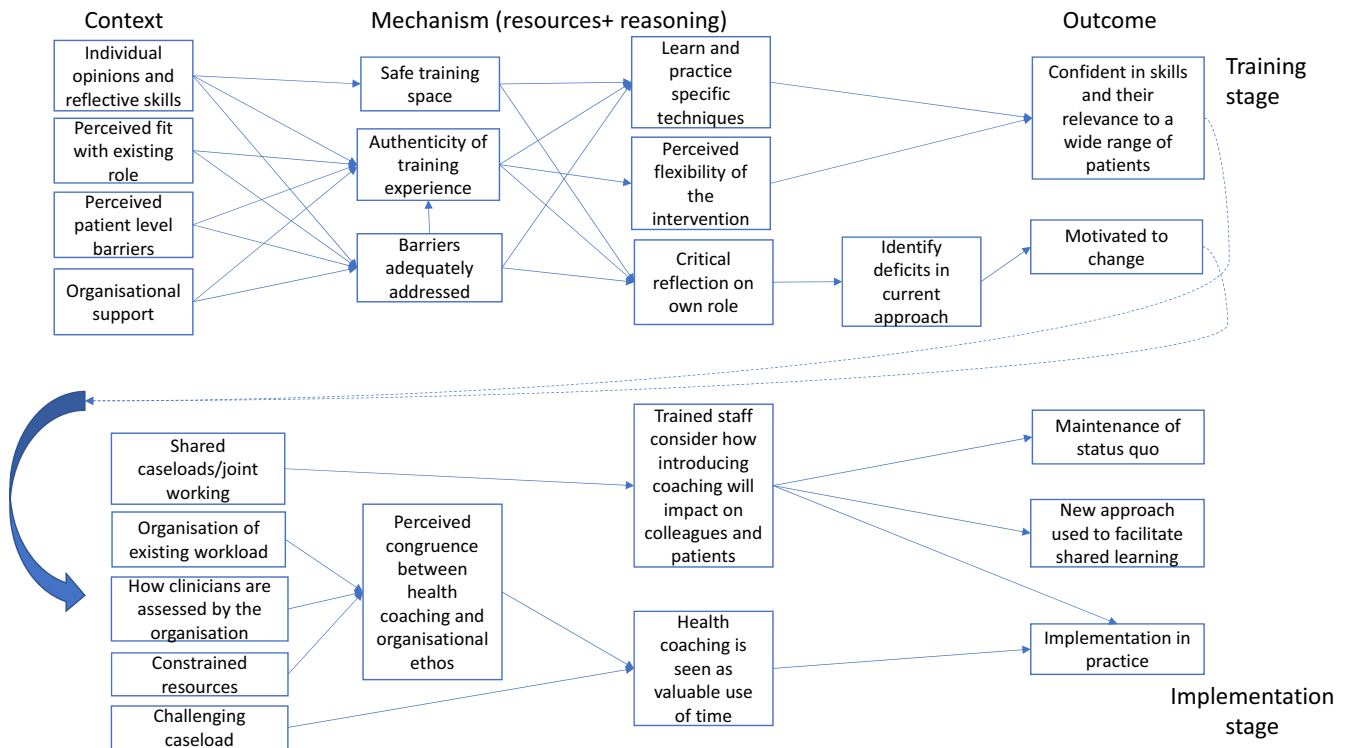 Context
Mechanism (resources+ reasoning)
Outcome
Training
stage
Individual
opinions and
reflective skills
Perceived fit
with existing
role
Perceived
patient level
barriers
Organisational
support
Safe training
space
Authenticity of
training
experience
Barriers
adequately
addressed
Learn and
practice
specific
techniques
Perceived
flexibility of
the
intervention
Critical
reflection on
own role
Identify
deficits in
current
approach
Confident in skills
and their
relevance to a
wide range of
patients
Motivated to
change
Shared
caseloads/joint
working
Organisation of
existing workload
How clinicians are
assessed by the
organisation
Constrained
resources
Challenging
caseload
Perceived
congruence
between
health
coaching and
organisational
ethos
Trained staff
consider how
introducing
coaching will
impact on
colleagues and
patients
Health
coaching is
seen as
valuable use
of time
Maintenance of
status quo
New approach
used to facilitate
shared learning
Implementation in
practice
Implementation
stage